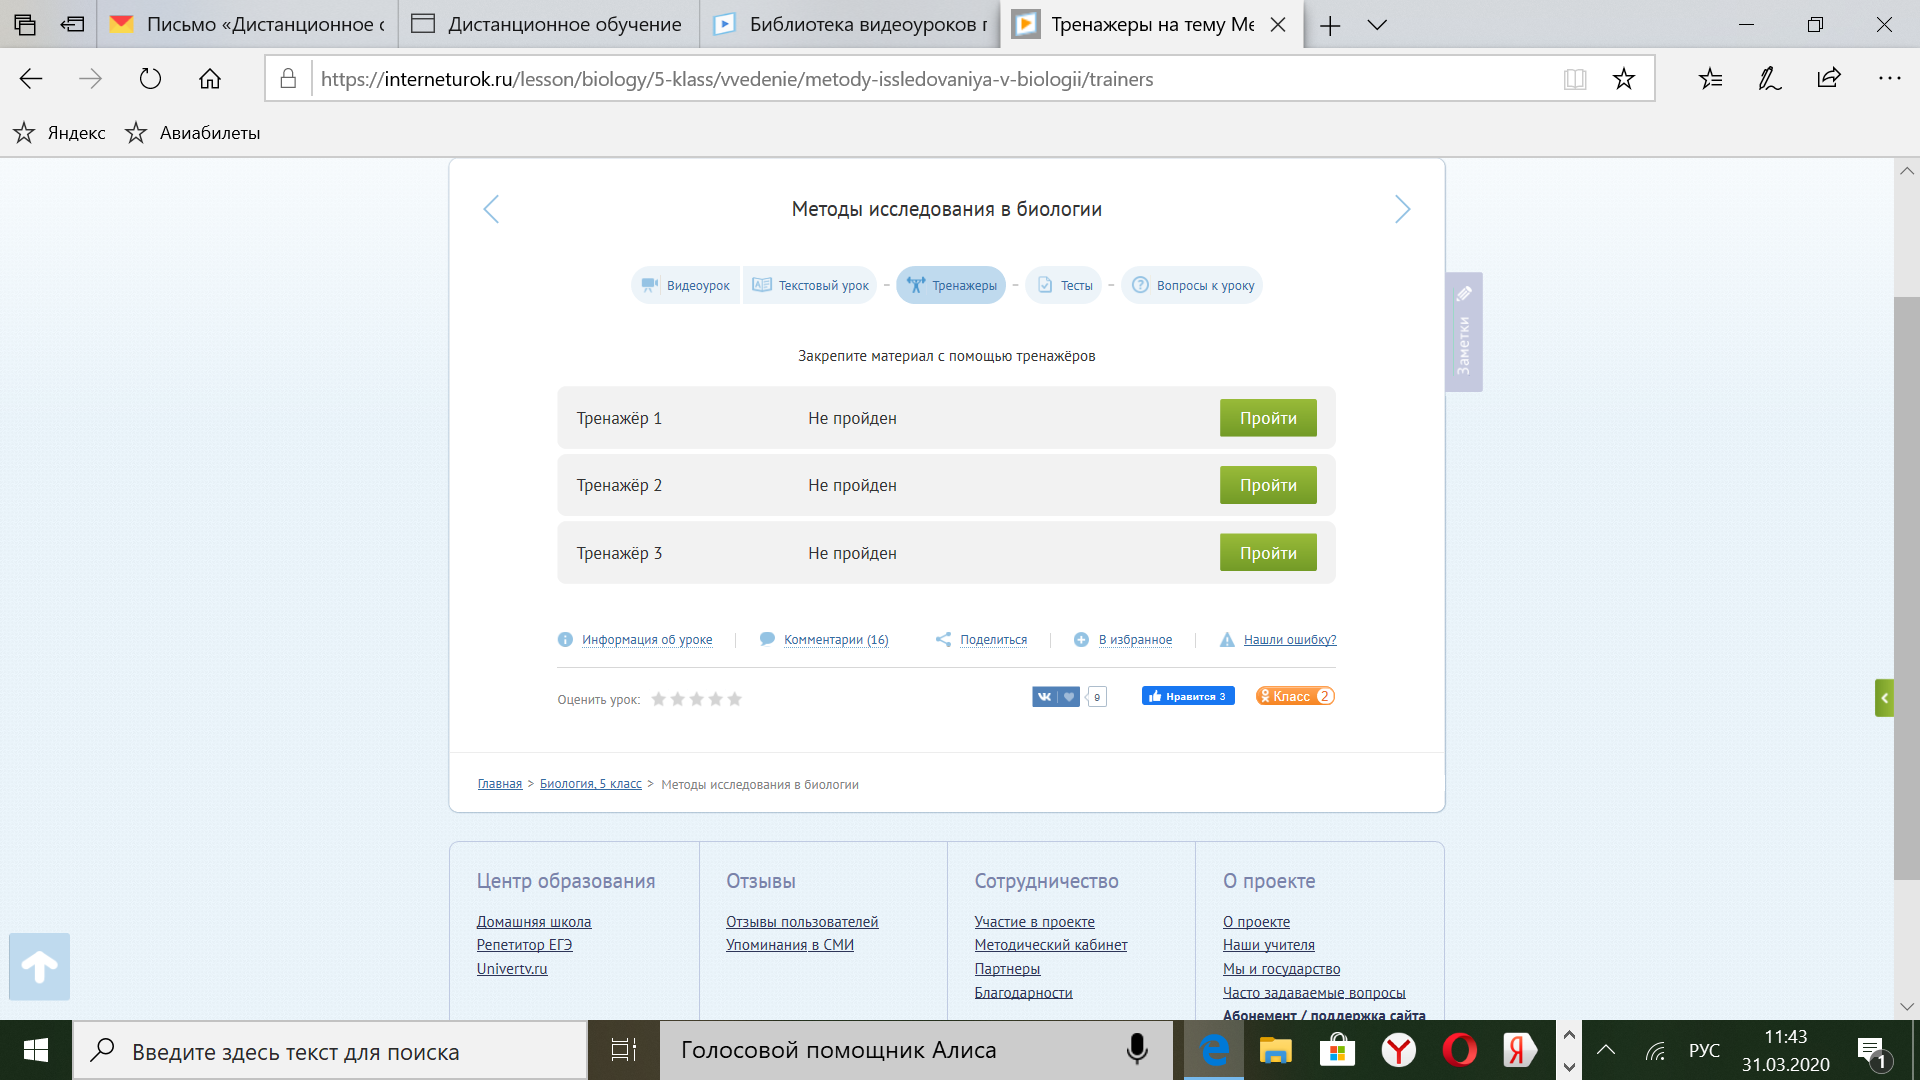 Письмо «Дистанционное о
Дистанционное обучение
Библиотека видеоуроков п
Тренажеры на тему Ме
https://interneturok.ru/lesson/biology/5-klass/vvedenie/metody-issledovaniya-v-biologii/trainers
Яндекс
Авиабилеты
Методы исследования в биологии
Видеоурок
Текстовый урок
Тренажеры
Тесты
Вопросы к уроку
Заметки
Закрепите материал с помощью тренажёров
Тренажёр 1 Не пройден Пройти
Тренажёр 2 Не пройден Пройти
Тренажёр 3 Не пройден Пройти
Информация об уроке
Комментарии (16)
Поделиться
В избранное
Нашли ошибку?
Оценить урок:
9
Нравится 3
Класс 2
Главная > Биология, 5 класс > Методы исследования в биологии
Центр образования
Домашняя школа
Репетитор ЕГЭ
Univertv.ru
Отзывы
Отзывы пользователей
Упоминания в СМИ
Сотрудничество
Участие в проекте
Методический кабинет
Партнеры
Благодарности
О проекте
О проекте
Наши учителя
Мы и государство
Часто задаваемые вопросы
Абонемент / поддержка сайта
Введите здесь текст для поиска
Голосовой помощник Алиса
РУС
11:43
31.03.2020
1